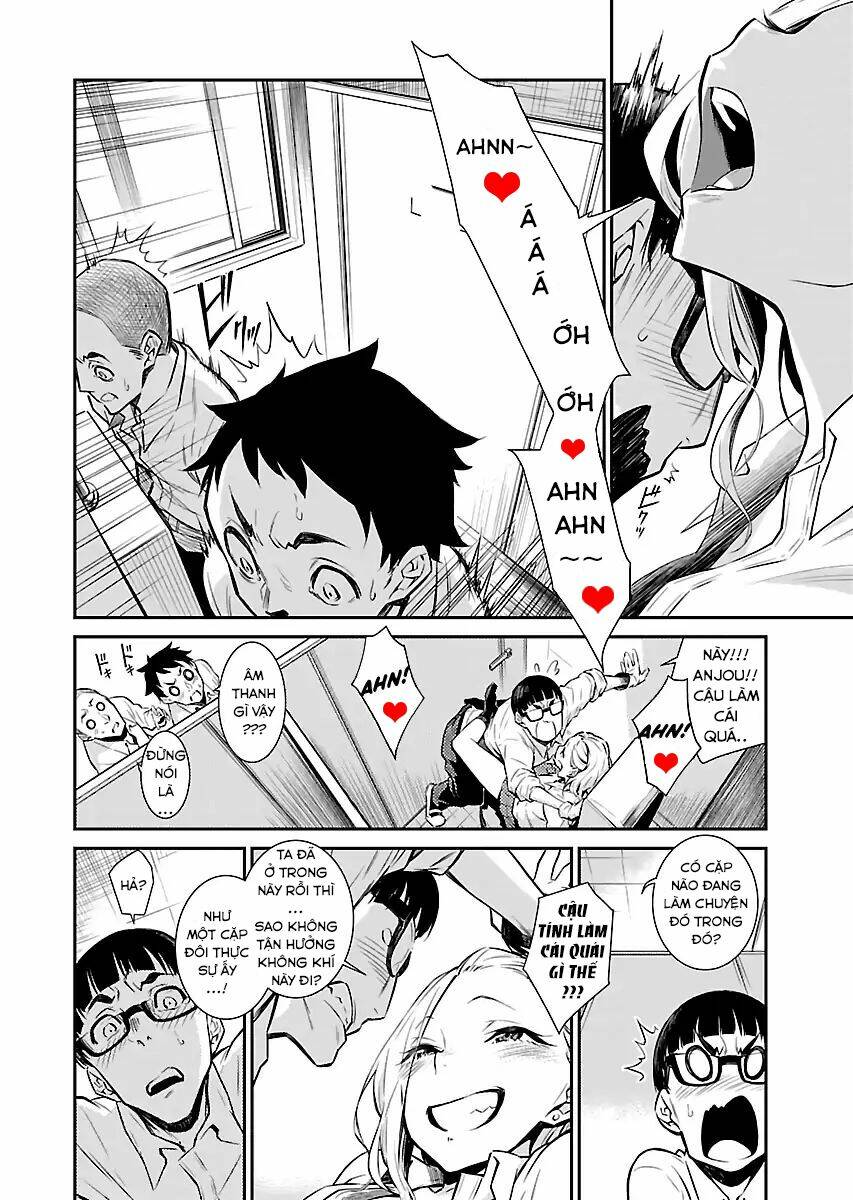 AHNN~
❤
Á
Á
Á
ỚH
ỚH
❤
AHN
AHN
~~
❤
NÀY!!!
ANJOU!!
CẬU LÀM
CÁI
QUÁ..
AHN!
❤
AHN!
❤
ÂM
THANH
GÌ VẬY
???
ĐỪNG
NÓI
LÀ
...
CÓ CẶP
NÀO ĐANG
LÀM CHUYỆN
ĐÓ TRONG
ĐÓ?
CẬU
TÍNH LÀM
CÁI QUÁI
GÌ THẾ
???
TA ĐÃ
Ở TRONG
NÀY RỒI THÌ
...
SAO KHÔNG
TẬN HƯỞNG
KHÔNG KHÍ
NÀY ĐI?
NHƯ
MỘT CẶP
ĐÔI THỰC
SỰ ẤY
...!
HẢ?